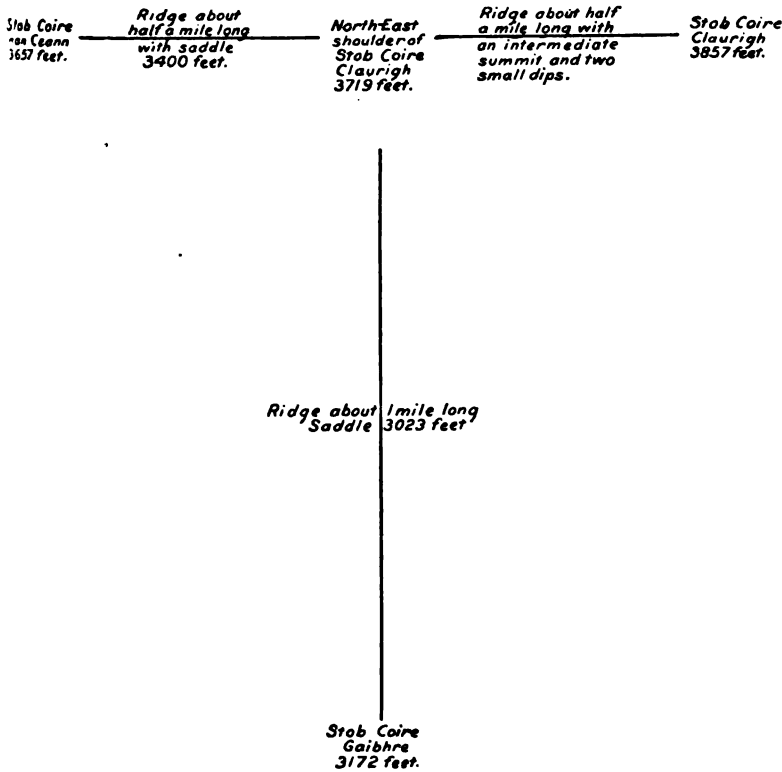 Stob Coire
nan Ceann
3657 feet.
Ridge about
half a mile long
with saddle
3400 feet.
North-East
shoulder of
Stob Coire
Claurigh
3719 feet.
Ridge about half
a mile long with
an intermediate
summit and two
small dips.
Stob Coire
Claurigh
3857 feet.
Ridge about 1 mile long
Saddle 3023 feet
Stob Coire
Gaibhre
3172 feet.